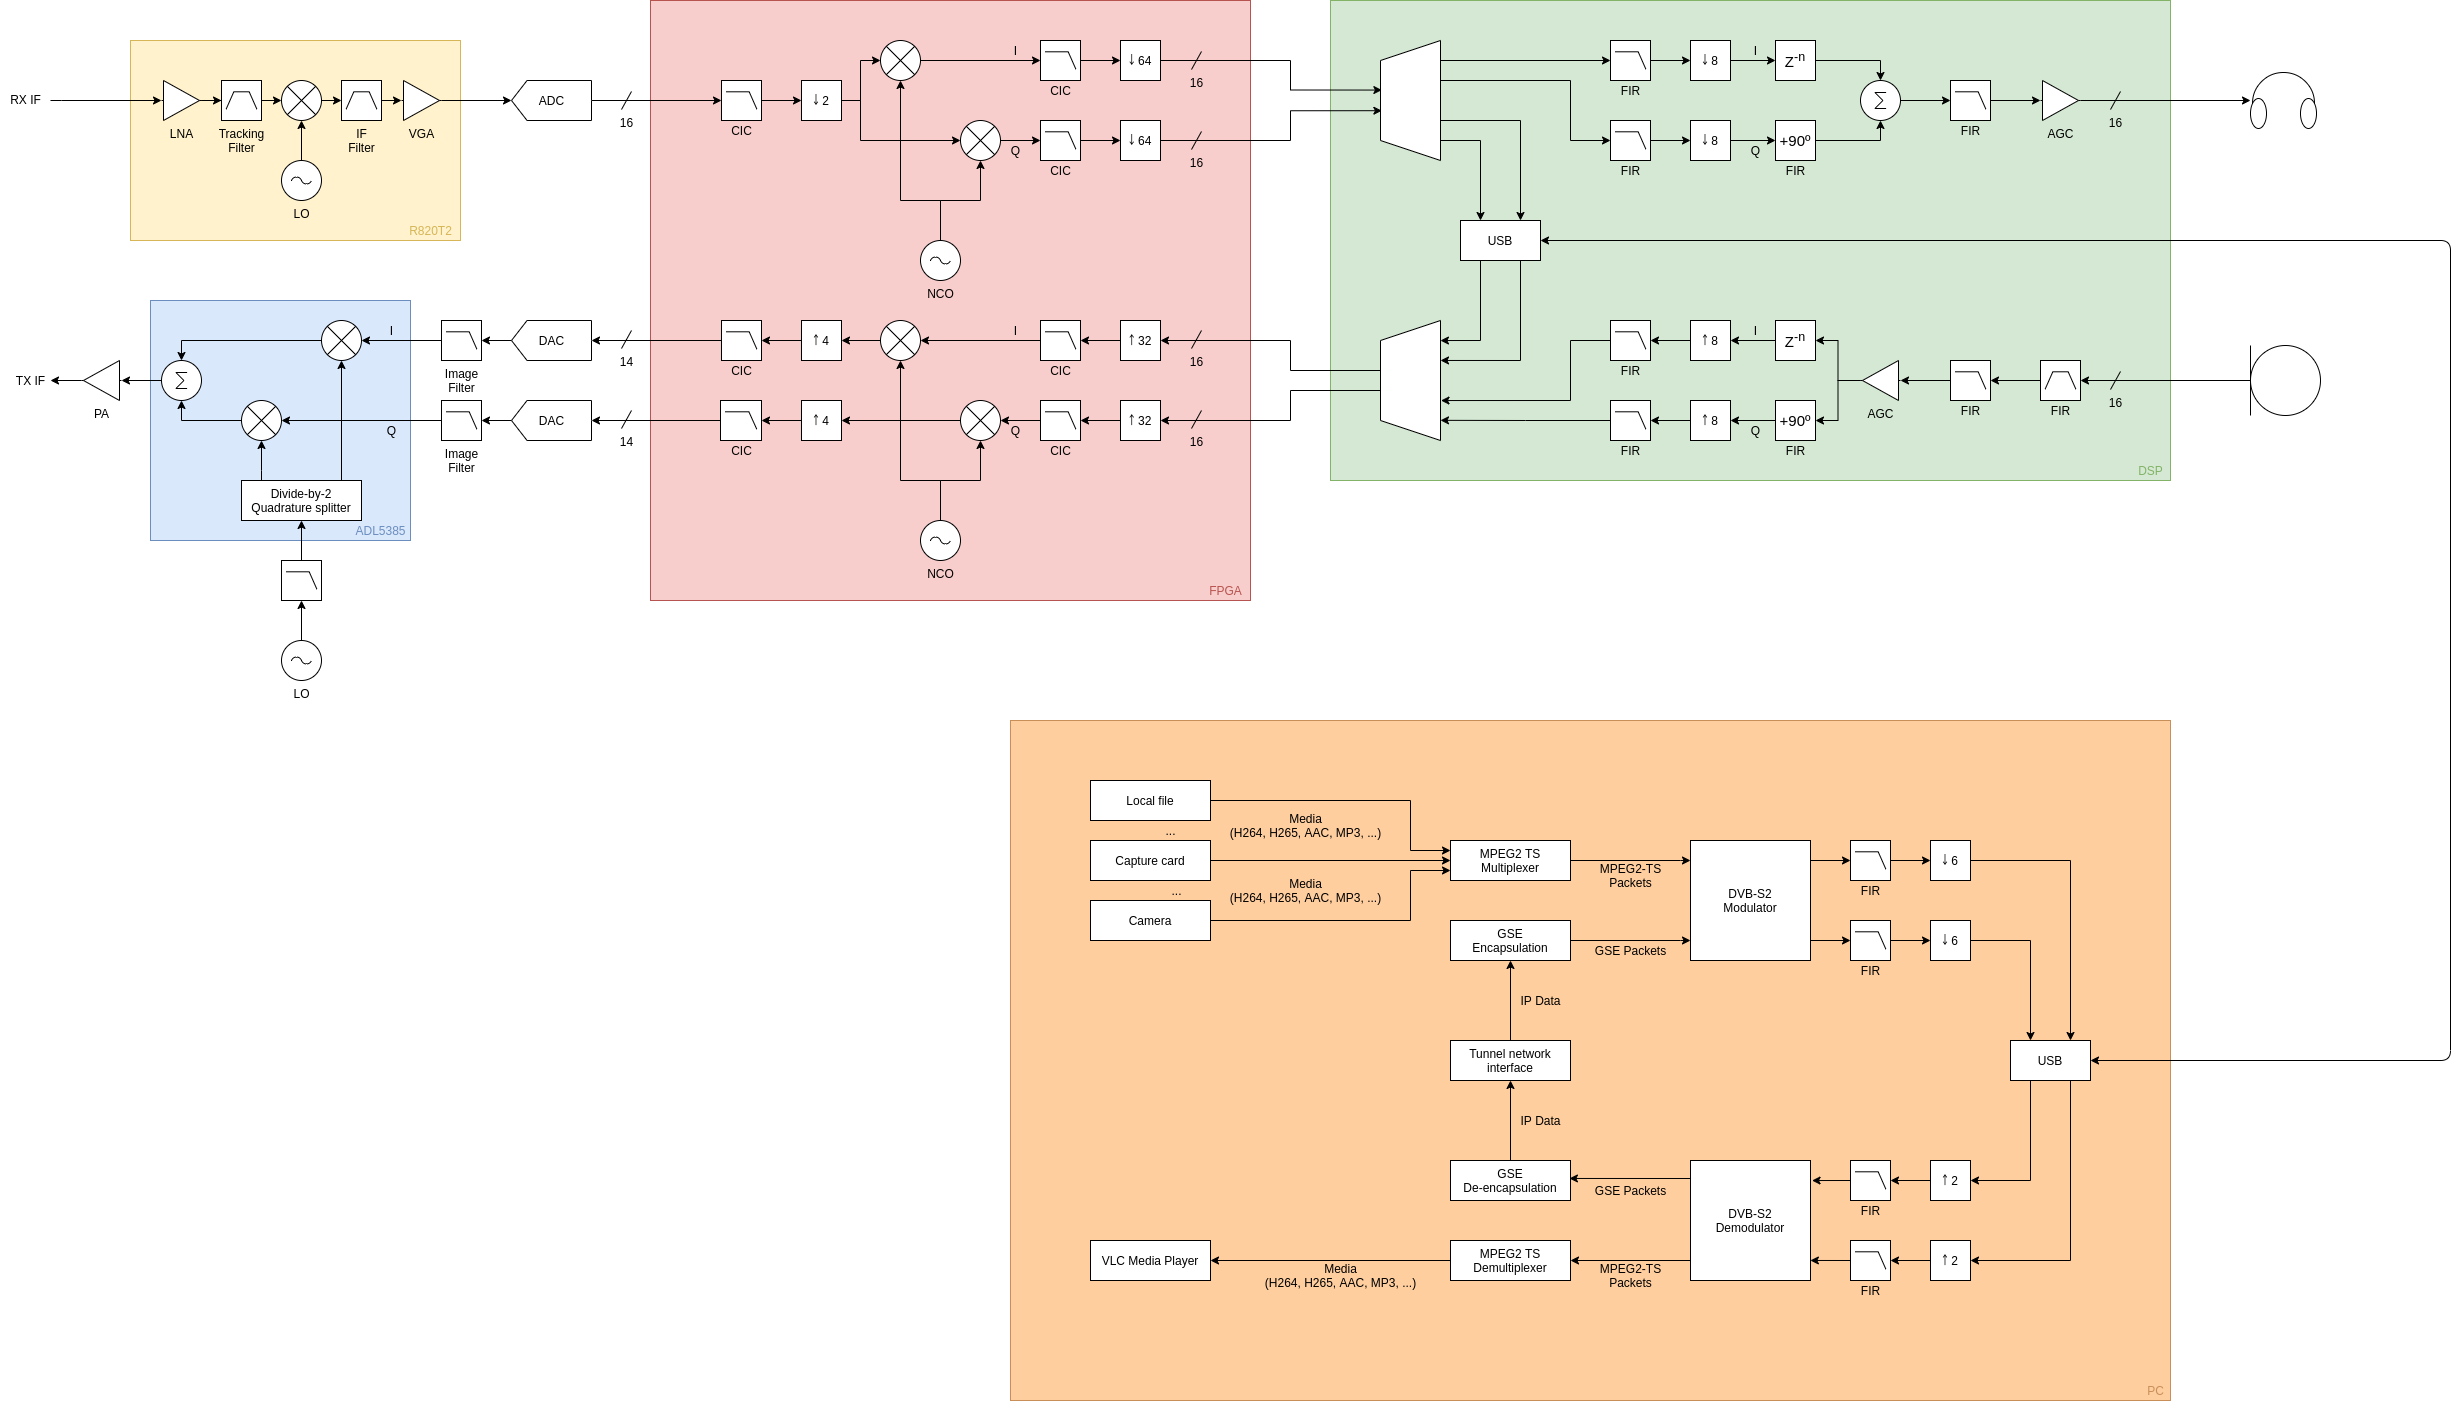 RX IF
LNA
Tracking
Filter
LO
IF
Filter
VGA
R820T2
ADC
16
CIC
↓2
I
CIC
↓64
16
Q
CIC
↓64
16
NCO
FIR
↓8
I
Z-n
FIR
↓8
Q
+90º
FIR
∑
FIR
AGC
16
USB
TX IF
PA
∑
I
Q
Divide-by-2
Quadrature splitter
ADL5385
LO
Image
Filter
DAC
14
Image
Filter
DAC
14
CIC
↑4
I
CIC
↑32
16
CIC
↑4
Q
CIC
↑32
16
NCO
FPGA
FIR
↑8
I
Z-n
FIR
↑8
Q
+90º
FIR
AGC
FIR
FIR
16
DSP
Local file
...
Capture card
...
Camera
Media
(H264, H265, AAC, MP3, ...)
Media
(H264, H265, AAC, MP3, ...)
MPEG2 TS
Multiplexer
MPEG2-TS
Packets
GSE
Encapsulation
GSE Packets
DVB-S2
Modulator
FIR
↓6
FIR
↓6
IP Data
Tunnel network
interface
USB
IP Data
GSE
De-encapsulation
GSE Packets
DVB-S2
Demodulator
FIR
↑2
FIR
↑2
VLC Media Player
Media
(H264, H265, AAC, MP3, ...)
MPEG2 TS
Demultiplexer
MPEG2-TS
Packets
PC